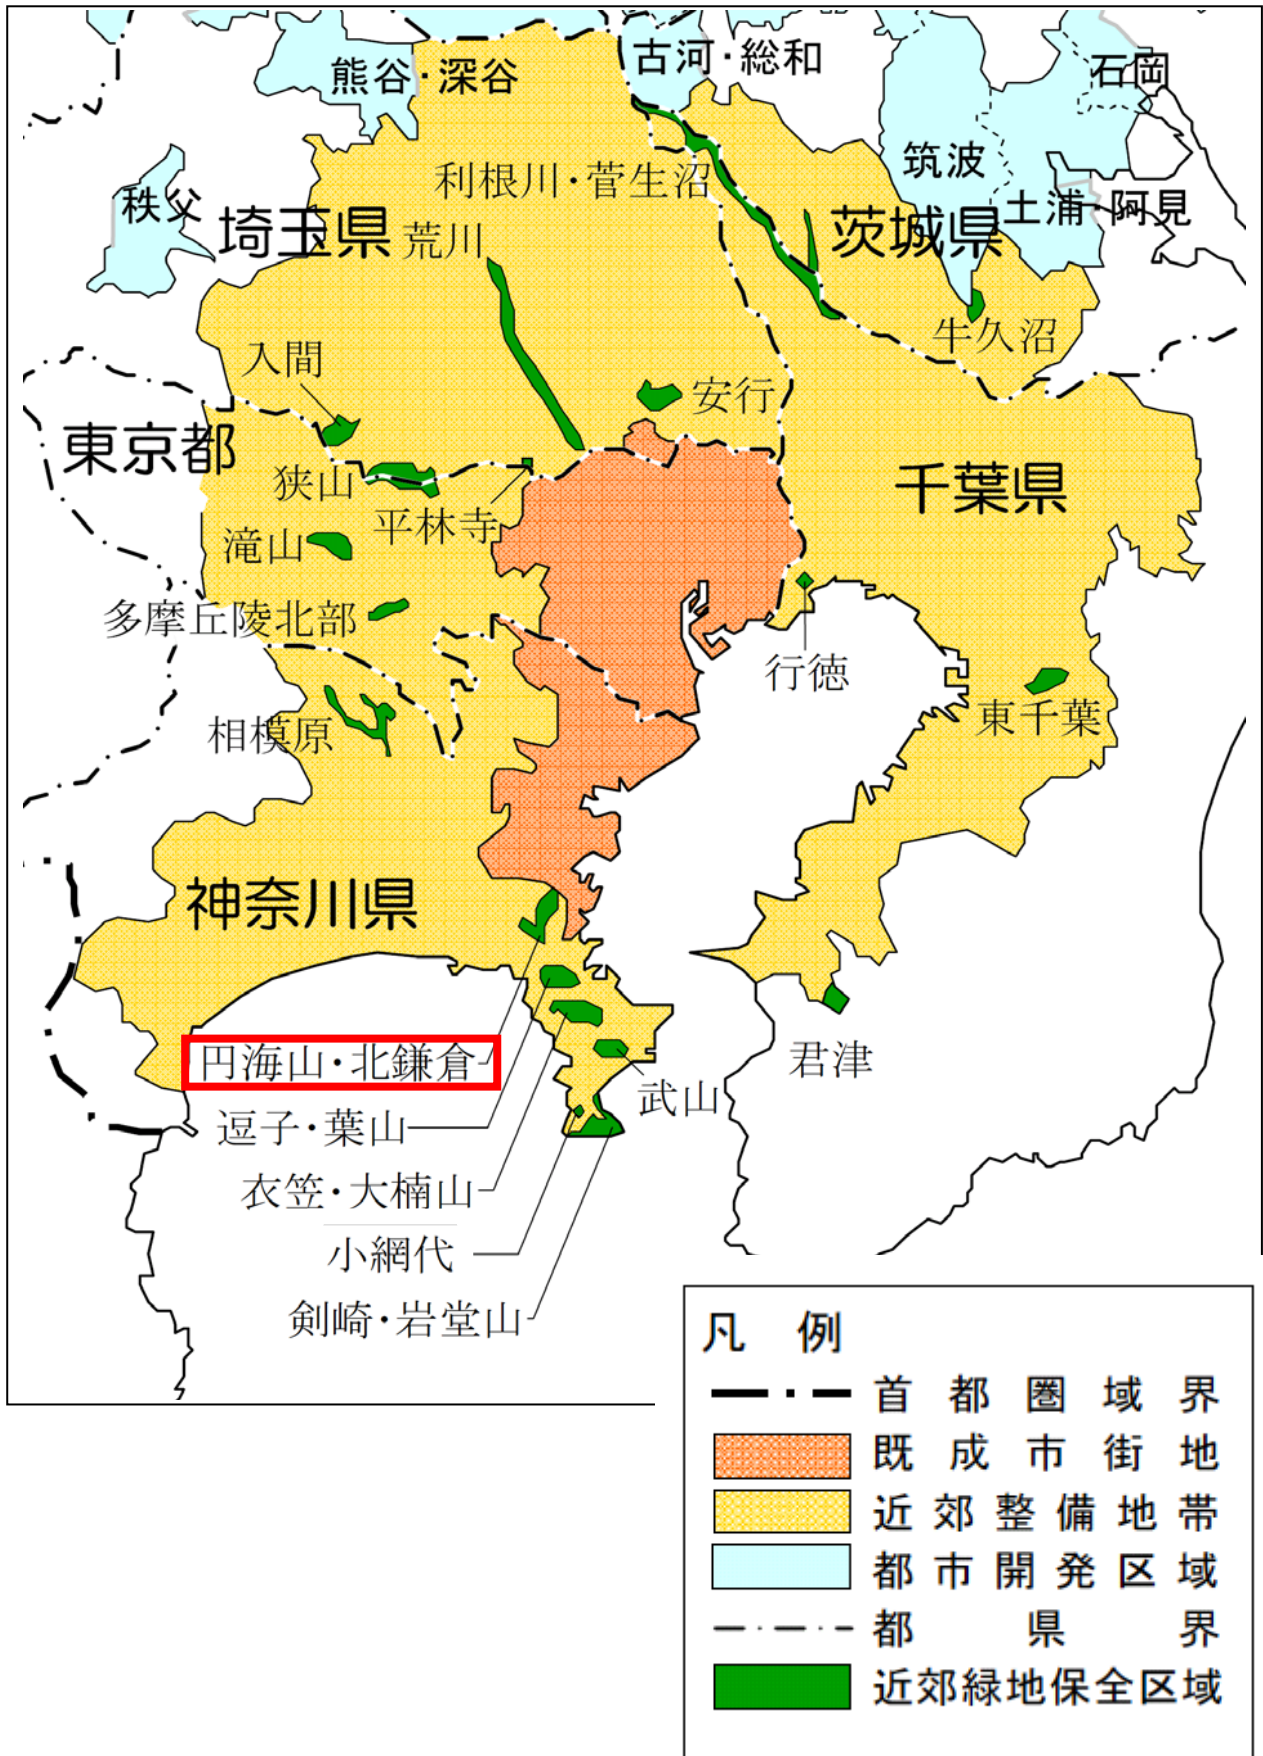 古河・総和
熊谷・深谷
石岡
筑波
利根川・菅生沼
秩父
土浦・阿見
埼玉県
荒川
茨城県
牛久沼
入間
安行
東京都
狭山
千葉県
平林寺
滝山
多摩丘陵北部
行徳
相模原
東千葉
神奈川県
円海山・北鎌倉
君津
武山
逗子・葉山
衣笠・大楠山
小網代
剣崎・岩堂山
凡 例
首都圏域界
既成市街地
近郊整備地帯
都市開発区域
都県界
近郊緑地保全区域